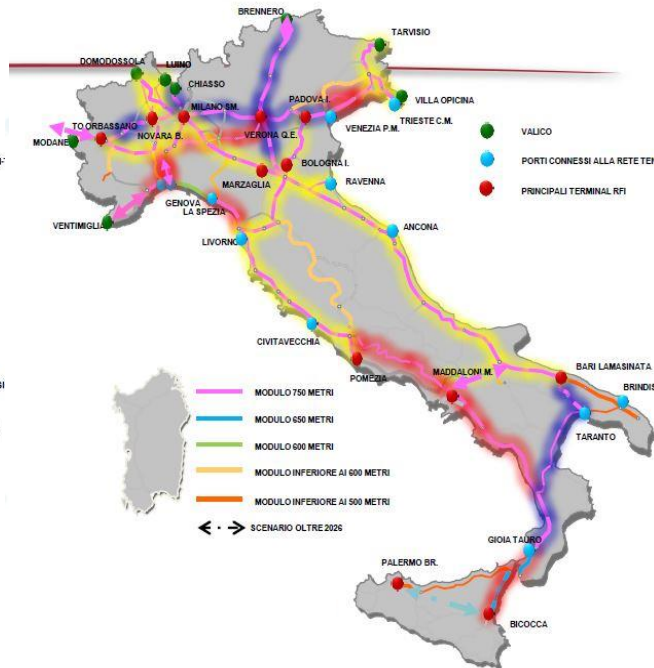 BRENNERO
TARVISIO
DOMODOSSOLA
LUINO
CHIASSO
MILANO SM.
PADOVA I.
VILLA OPICINA
TRIESTE C.M.
TO ORBASSANO
NOVARA B.
VERONA Q.E.
VENEZIA P.M.
MODANE
BOLOGNA I.
MARZAGLIA
RAVENNA
GENOVA
LA SPEZIA
VENTIMIGLIA
LIVORNO
ANCONA
VALICO
PORTI CONNESSI ALLA RETE TEN
PRINCIPALI TERMINAL RFI
CIVITAVECCHIA
POMEZIA
MADDALONI M.
BARI LAMASINATA
BRINDISI
TARANTO
MODULO 750 METRI
MODULO 650 METRI
MODULO 600 METRI
MODULO INFERIORE AI 600 METRI
MODULO INFERIORE AI 500 METRI
SCENARIO OLTRE 2026
GIOIA TAURO
PALERMO BR.
BICOCCA